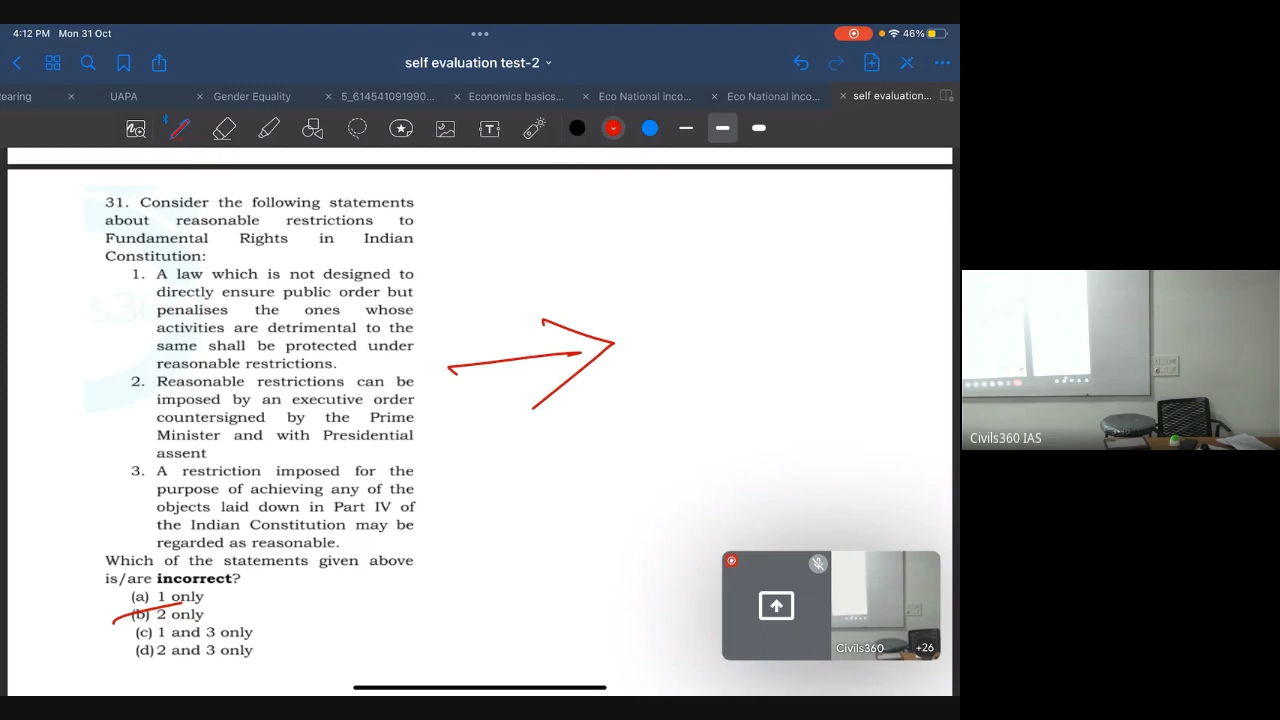 4:12 PM Mon 31 Oct
46%
self evaluation test-2
earing
UAPA
Gender Equality
5_614541091990...
Economics basics...
Eco National inco...
Eco National inco...
self evaluation...
31. Consider the following statements
about reasonable restrictions to
Fundamental Rights in Indian
Constitution:
1. A law which is not designed to
directly ensure public order but
penalises the ones whose
activities are detrimental to the
same shall be protected under
reasonable restrictions.
2. Reasonable restrictions can be
imposed by an executive order
countersigned by the Prime
Minister and with Presidential
assent
3. A restriction imposed for the
purpose of achieving any of the
objects laid down in Part IV of
the Indian Constitution may be
regarded as reasonable.
Which of the statements given above
is/are incorrect?
(a) 1 only
(b) 2 only
(c) 1 and 3 only
(d) 2 and 3 only
Civils360
+26
Civils360 IAS